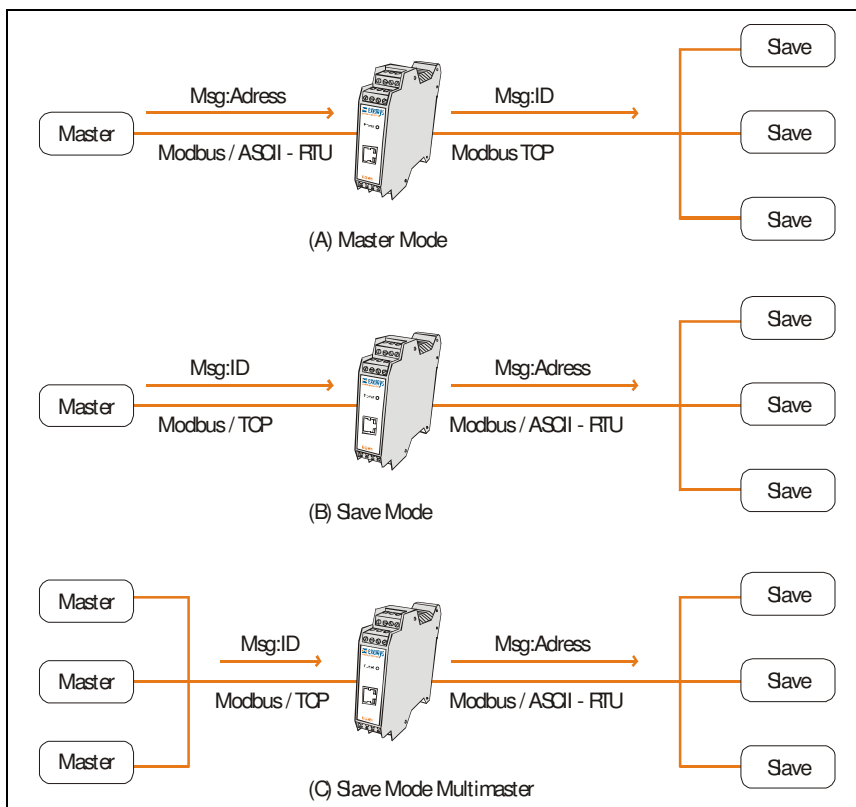 Slave
Msg:Adress
Msg:ID
Master
Slave
Modbus / ASCII - RTU
Modbus TCP
Slave
(A) Master Mode
Slave
Msg:ID
Msg:Adress
Master
Slave
Modbus / TCP
Modbus / ASCII - RTU
Slave
(B) Slave Mode
Master
Slave
Msg:ID
Msg:Adress
Master
Slave
Modbus / TCP
Modbus / ASCII - RTU
Master
Slave
(C) Slave Mode Multimaster